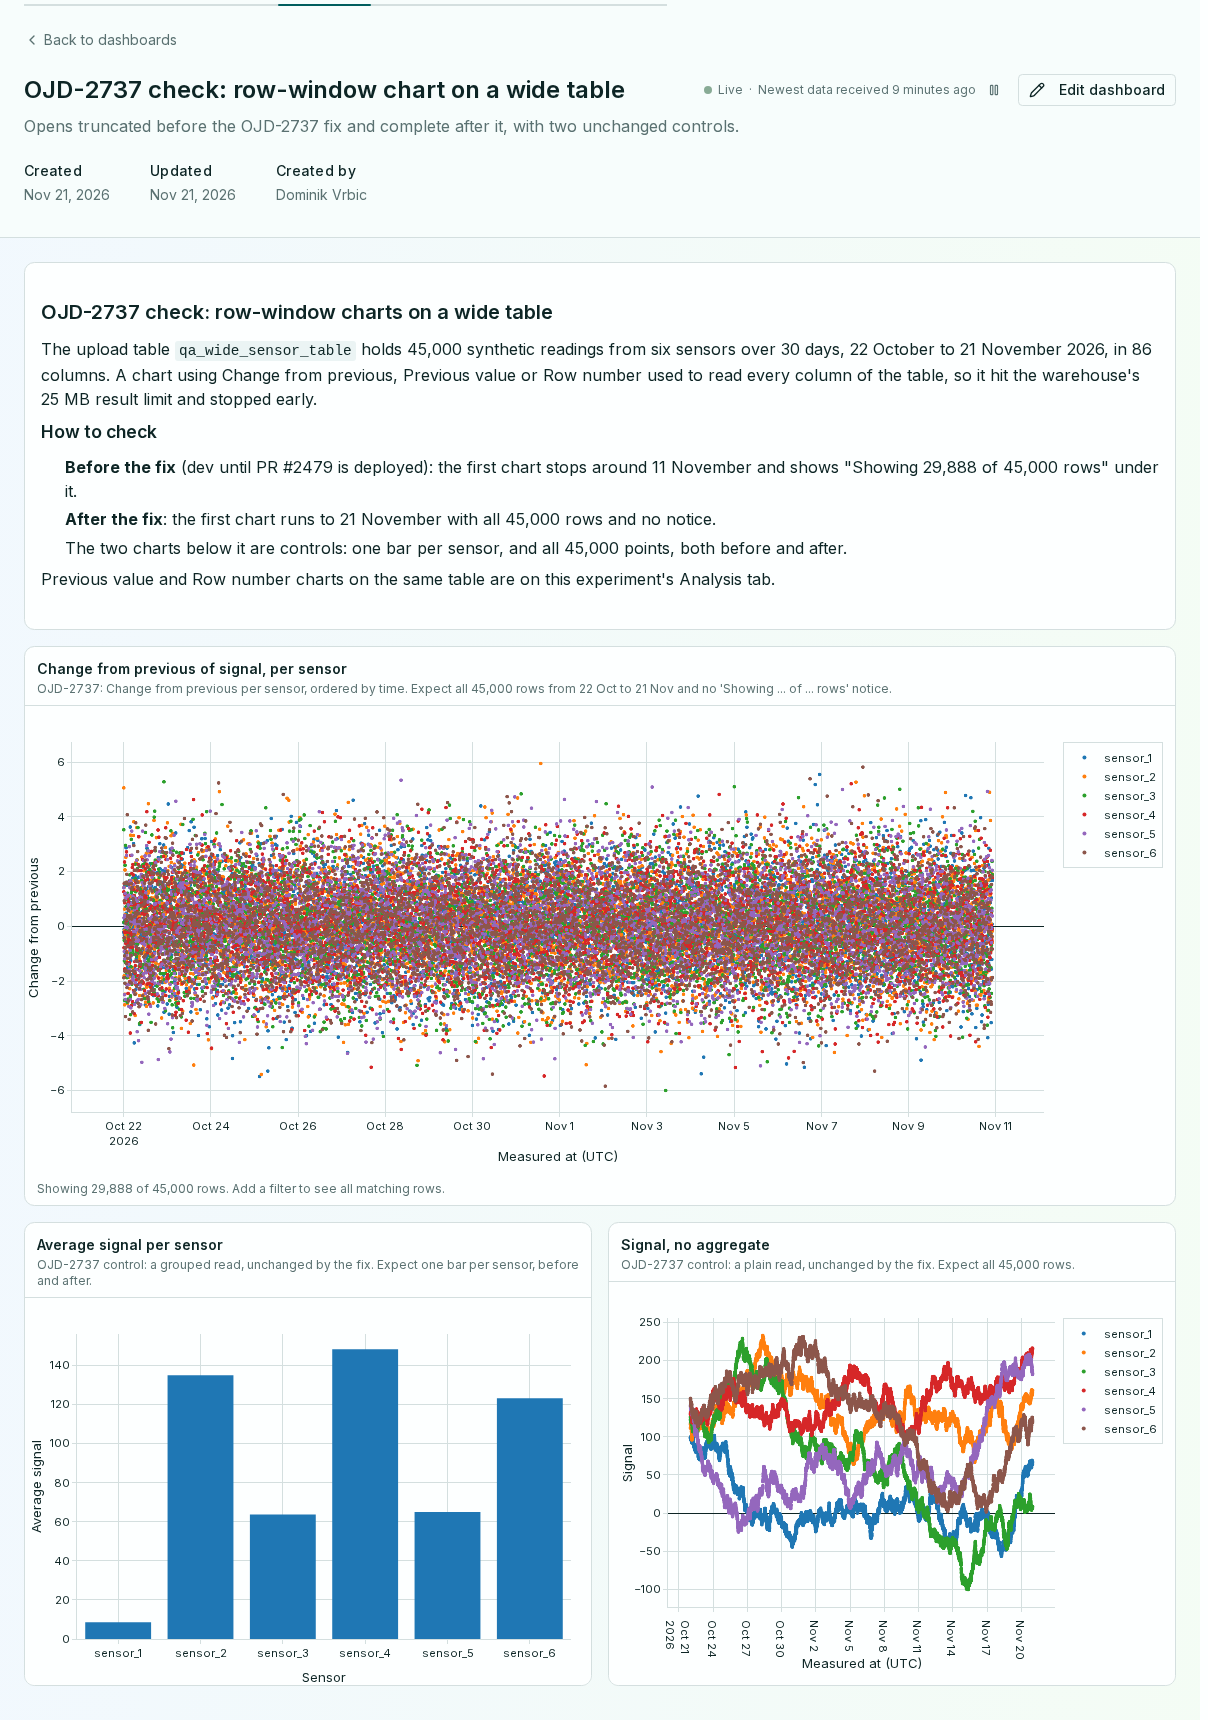 Back to dashboards
OJD-2737 check: row-window chart on a wide table
Live · Newest data received 9 minutes ago
Edit dashboard
Opens truncated before the OJD-2737 fix and complete after it, with two unchanged controls.
Created Updated Created by
Nov 21, 2026 Nov 21, 2026 Dominik Vrbic
OJD-2737 check: row-window charts on a wide table
The upload table qa_wide_sensor_table holds 45,000 synthetic readings from six sensors over 30 days, 22 October to 21 November 2026, in 86
columns. A chart using Change from previous, Previous value or Row number used to read every column of the table, so it hit the warehouse's
25 MB result limit and stopped early.
How to check
Before the fix (dev until PR #2479 is deployed): the first chart stops around 11 November and shows "Showing 29,888 of 45,000 rows" under
it.
After the fix: the first chart runs to 21 November with all 45,000 rows and no notice.
The two charts below it are controls: one bar per sensor, and all 45,000 points, both before and after.
Previous value and Row number charts on the same table are on this experiment's Analysis tab.
Change from previous of signal, per sensor
OJD-2737: Change from previous per sensor, ordered by time. Expect all 45,000 rows from 22 Oct to 21 Nov and no 'Showing ... of ... rows' notice.
6
4
2
0
−2
−4
−6
Change from previous
Oct 22 Oct 24 Oct 26 Oct 28 Oct 30 Nov 1 Nov 3 Nov 5 Nov 7 Nov 9 Nov 11
2026
Measured at (UTC)
sensor_1
sensor_2
sensor_3
sensor_4
sensor_5
sensor_6
Showing 29,888 of 45,000 rows. Add a filter to see all matching rows.
Average signal per sensor
OJD-2737 control: a grouped read, unchanged by the fix. Expect one bar per sensor, before
and after.
140
120
100
80
60
40
20
0
Average signal
sensor_1 sensor_2 sensor_3 sensor_4 sensor_5 sensor_6
Sensor
Signal, no aggregate
OJD-2737 control: a plain read, unchanged by the fix. Expect all 45,000 rows.
250
200
150
100
50
0
−50
−100
Signal
Oct 21 Oct 24 Oct 27 Oct 30 Nov 2 Nov 5 Nov 8 Nov 11 Nov 14 Nov 17 Nov 20
2026
Measured at (UTC)
sensor_1
sensor_2
sensor_3
sensor_4
sensor_5
sensor_6